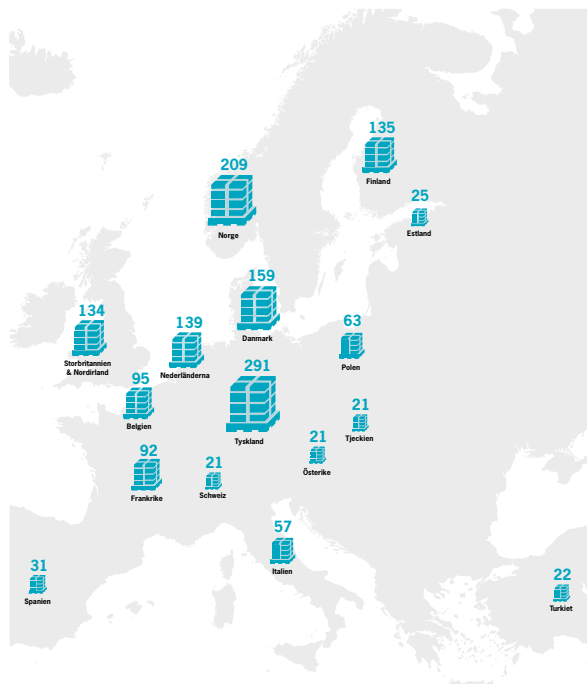 135
Finland
209
Norge
25
Estland
159
Danmark
134
Storbritannien
& Nordirland
139
Nederländerna
63
Polen
95
Belgien
291
Tyskland
21
Tjeckien
21
Österike
92
Frankrike
21
Schweiz
57
Italien
31
Spanien
22
Turkiet